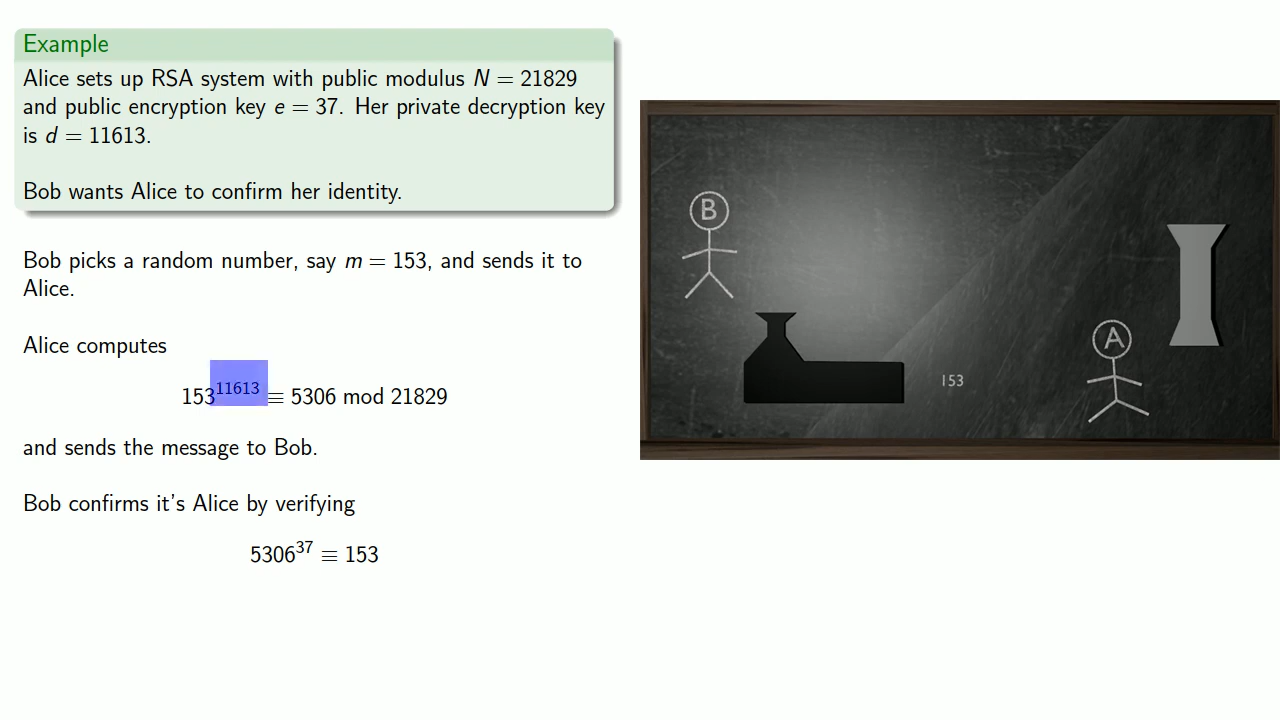 Example
Alice sets up RSA system with public modulus N = 21829
and public encryption key e = 37. Her private decryption key
is d = 11613.
Bob wants Alice to confirm her identity.
Bob picks a random number, say m = 153, and sends it to
Alice.
Alice computes
153^11613 ≡ 5306 mod 21829
and sends the message to Bob.
Bob confirms it's Alice by verifying
5306^37 ≡ 153
B
A
153